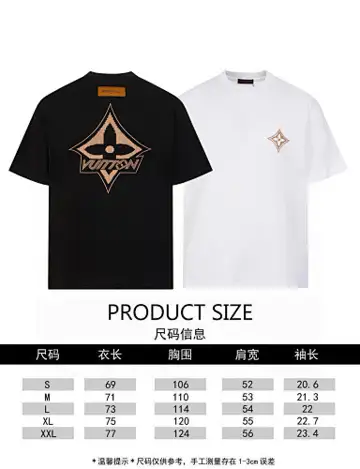 VUITTON
PRODUCT SIZE
尺码信息
尺码 衣长 胸围 肩宽 袖长
S 69 106 52 20.6
M 71 110 53 21.3
L 73 114 54 22
XL 75 120 55 22.7
XXL 77 124 56 23.4
*温馨提示*尺码仅供参考，手工测量存在1-3cm误差